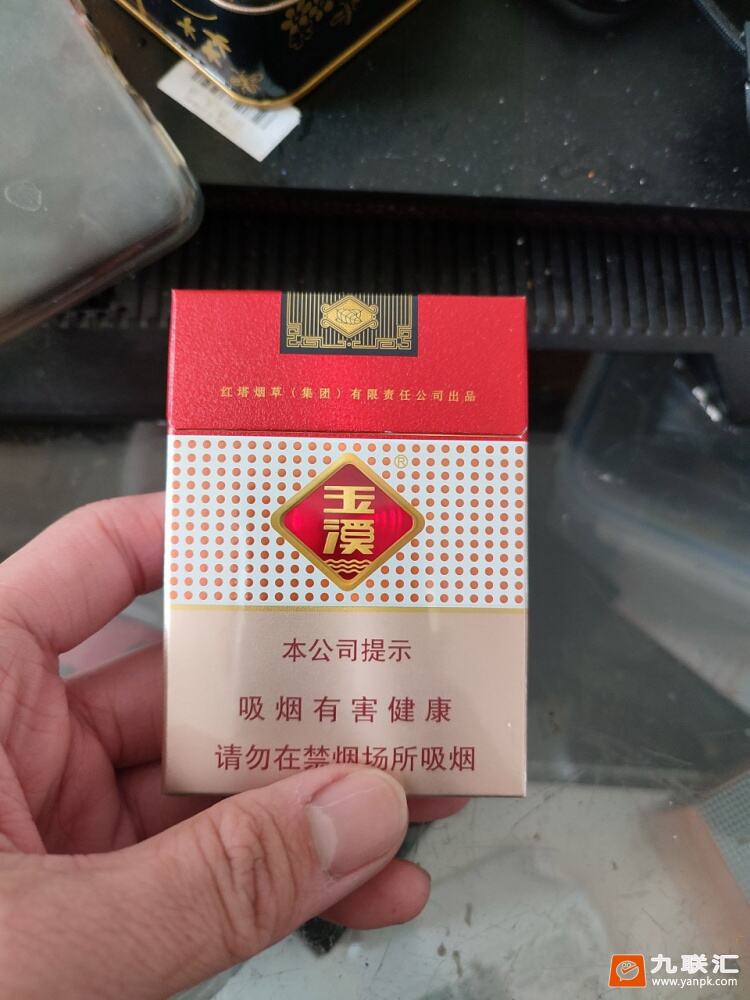 红塔烟草（集团）有限责任公司出品
®
玉
溪
本公司提示
吸烟有害健康
请勿在禁烟场所吸烟
九联汇
www.yanpk.com